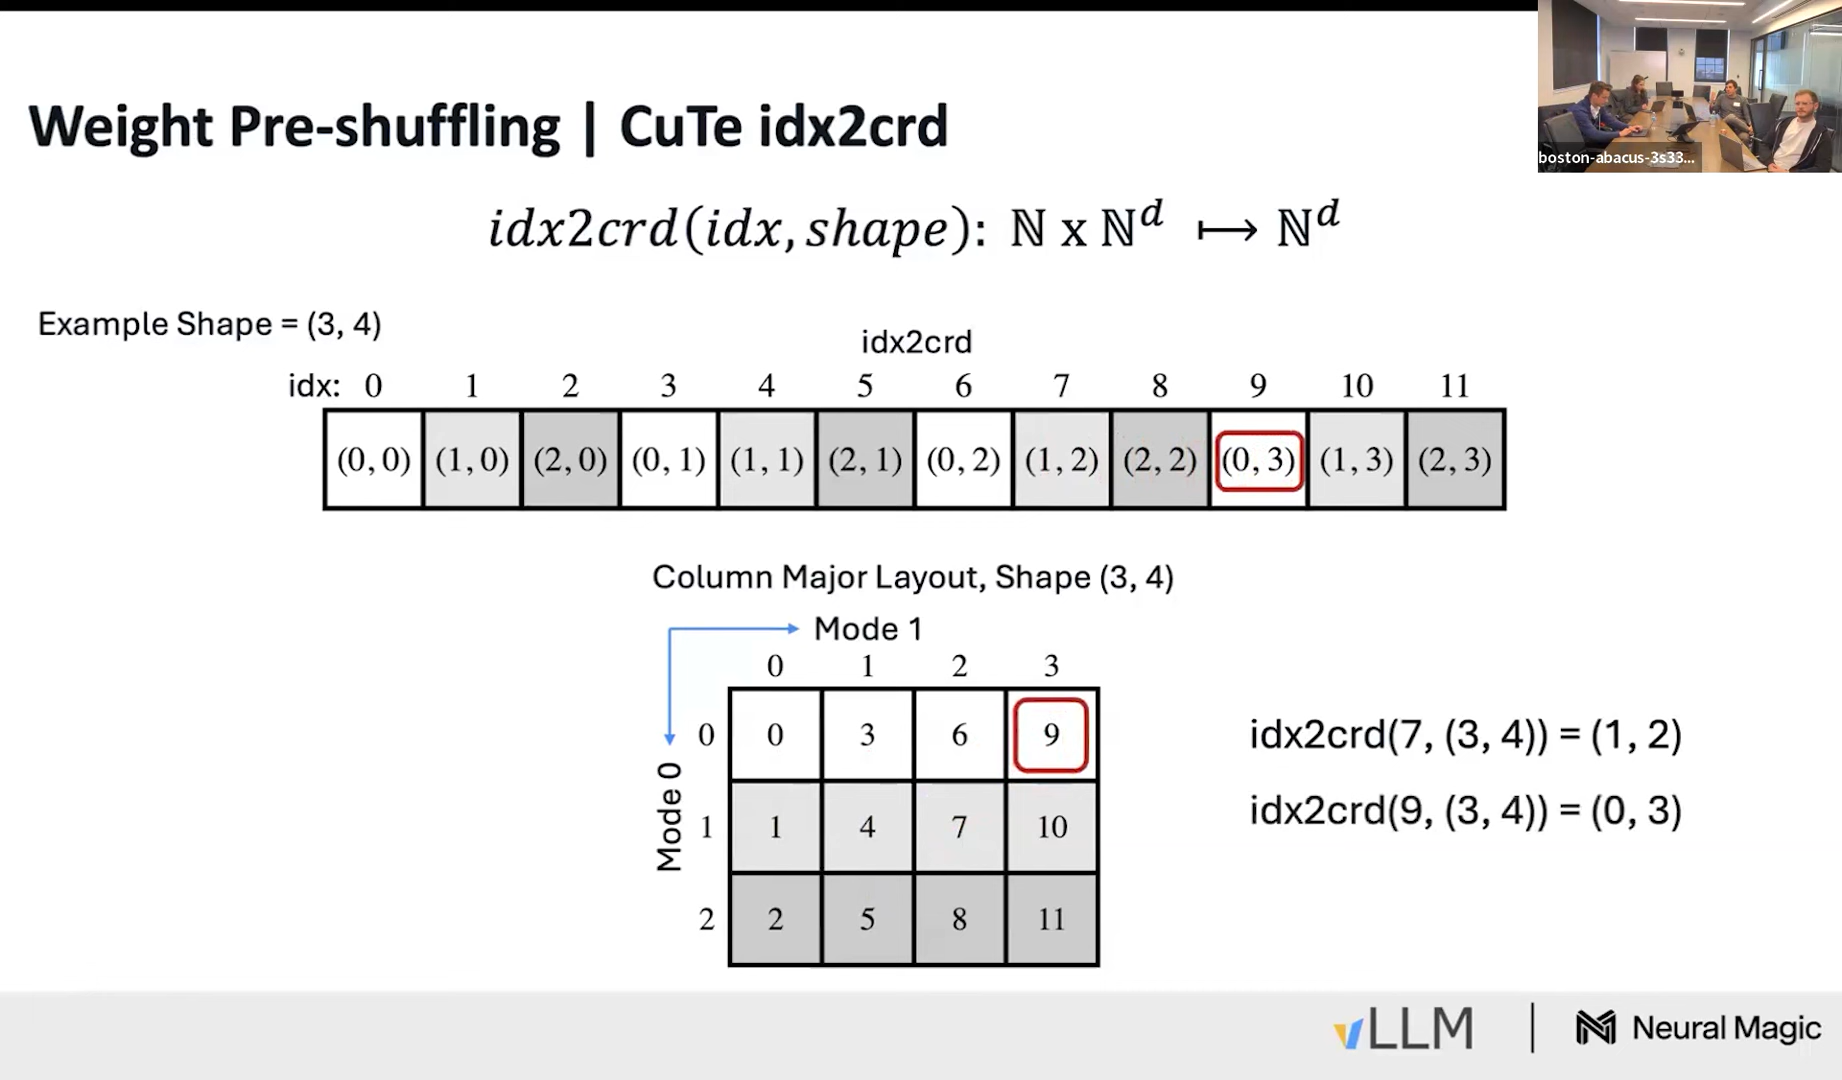 boston-abacus-3s33...
Weight Pre-shuffling | CuTe idx2crd
idx2crd(idx, shape): ℕ x ℕᵈ ⟼ ℕᵈ
Example Shape = (3, 4)
idx2crd
idx: 0 1 2 3 4 5 6 7 8 9 10 11
(0, 0) (1, 0) (2, 0) (0, 1) (1, 1) (2, 1) (0, 2) (1, 2) (2, 2) (0, 3) (1, 3) (2, 3)
Column Major Layout, Shape (3, 4)
Mode 1
0 1 2 3
Mode 0
0 0 3 6 9
1 1 4 7 10
2 2 5 8 11
idx2crd(7, (3, 4)) = (1, 2)
idx2crd(9, (3, 4)) = (0, 3)
vLLM | Neural Magic